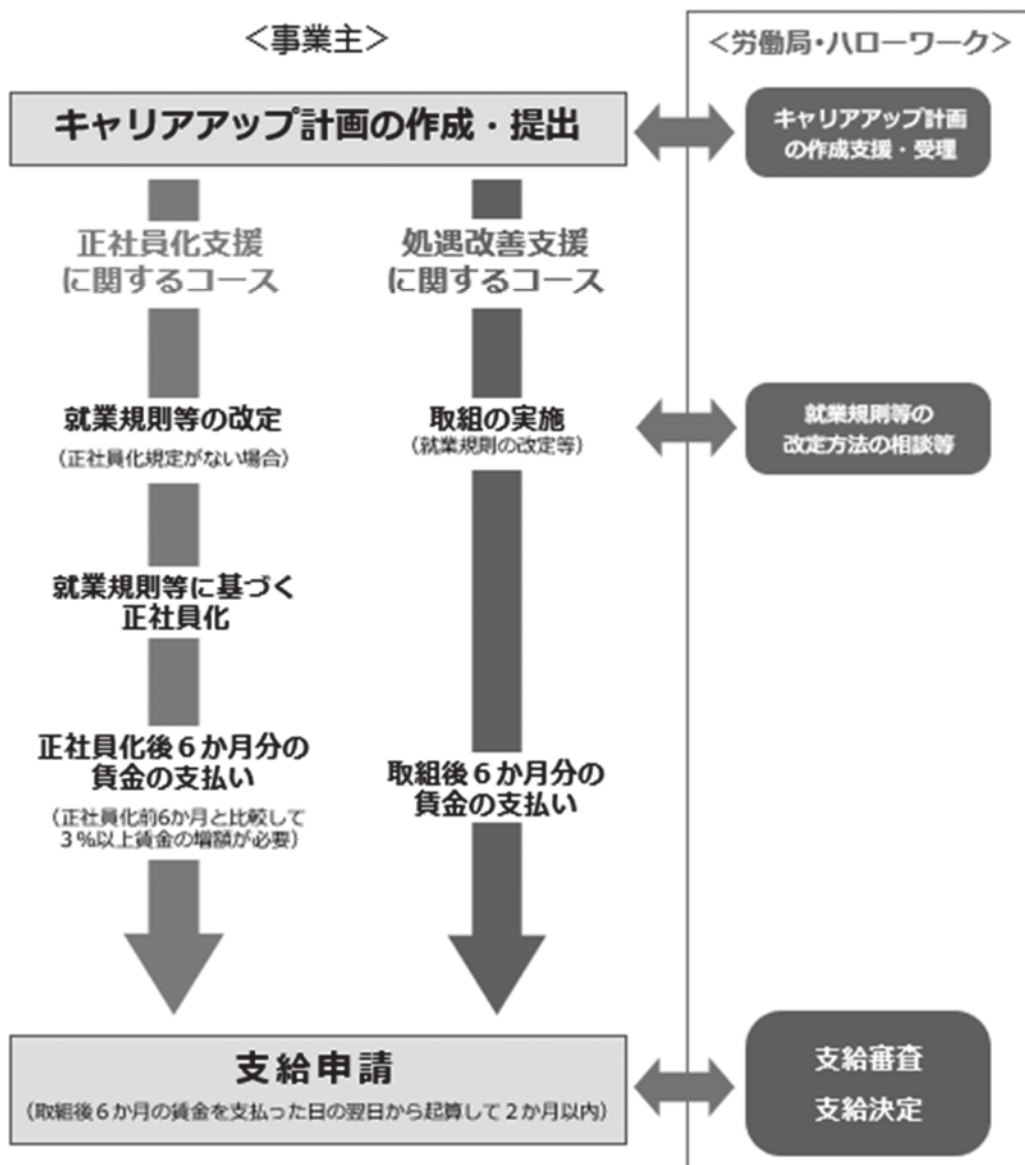 ＜事業主＞
＜労働局・ハローワーク＞
キャリアアップ計画の作成・提出
キャリアアップ計画
の作成支援・受理
正社員化支援
に関するコース
処遇改善支援
に関するコース
就業規則等の改定
（正社員化規定がない場合）
取組の実施
（就業規則の改定等）
就業規則等の
改定方法の相談等
就業規則等に基づく
正社員化
正社員化後６か月分の
賃金の支払い
（正社員化前6か月と比較して
３％以上賃金の増額が必要）
取組後６か月分の
賃金の支払い
支給申請
（取組後６か月の賃金を支払った日の翌日から起算して２か月以内）
支給審査
支給決定